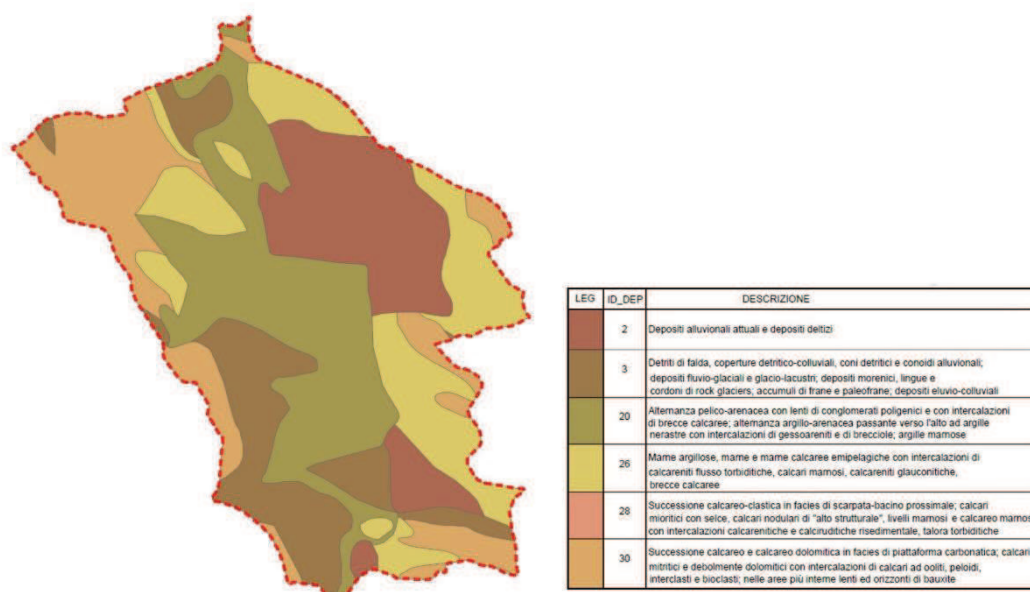 LEG ID_DEP DESCRIZIONE
2 Depositi alluvionali attuali e depositi deltizi
3 Detriti di falda, coperture detritico-colluviali, coni detritici e conoidi alluvionali;
depositi fluvio-glaciali e glacio-lacustri; depositi morenici, lingue e
cordoni di rock glaciers; accumuli di frane e paleofrane; depositi eluvio-colluviali
20 Alternanza pelico-arenacea con lenti di conglomerati poligenici e con intercalazioni
di brecce calcaree; alternanza argillo-arenacea passante verso l'alto ad argille
nerastre con intercalazioni di gessoareniti e di brecciole; argille marnose
26 Marne argillose, marne e marne calcaree emipelagiche con intercalazioni di
calcareniti flusso torbiditiche, calcari marnosi, calcareniti glauconitiche,
brecce calcaree
28 Successione calcareo-clastica in facies di scarpata-bacino prossimale; calcari
micritici con selce, calcari nodulari di "alto strutturale", livelli marnosi e calcareo marnosi
con intercalazioni calcarenitiche e calciruditiche risedimentate, talora torbiditiche
30 Successione calcareo e calcareo dolomitica in facies di piattaforma carbonatica; calcari
mitritici e debolmente dolomitici con intercalazioni di calcari ad ooliti, peloidi,
interclasti e bioclasti; nelle aree più interne lenti ed orizzonti di bauxite